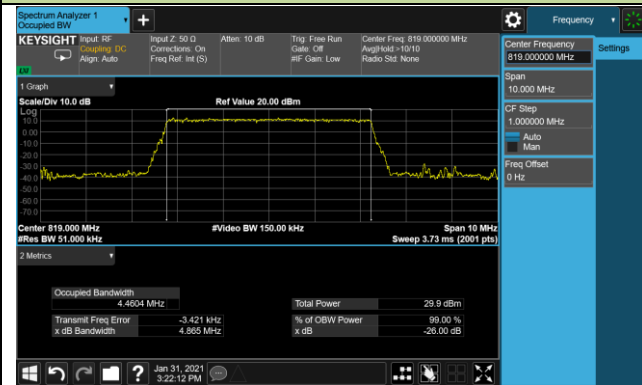 Spectrum Analyzer 1
Occupied BW
Frequency
KEYSIGHT
Input: RF
Coupling: DC
Align: Auto
Input Z: 50 Ω
Corrections: On
Freq Ref: Int (S)
Atten: 10 dB
Trig: Free Run
Gate: Off
#IF Gain: Low
Center Freq: 819.000000 MHz
Avg|Hold:>10/10
Radio Std: None
1 Graph
Scale/Div 10.0 dB
Ref Value 20.00 dBm
Log
10.0
0.00
-10.0
-20.0
-30.0
-40.0
-50.0
-60.0
-70.0
Center 819.000 MHz
#Video BW 150.00 kHz
Span 10 MHz
#Res BW 51.000 kHz
Sweep 3.73 ms (2001 pts)
2 Metrics
Occupied Bandwidth
4.4604 MHz
Total Power
29.9 dBm
Transmit Freq Error
-3.421 kHz
% of OBW Power
99.00 %
x dB Bandwidth
4.865 MHz
x dB
-26.00 dB
Jan 31, 2021
3:22:12 PM
Center Frequency
819.000000 MHz
Settings
Span
10.000 MHz
CF Step
1.000000 MHz
Auto
Man
Freq Offset
0 Hz